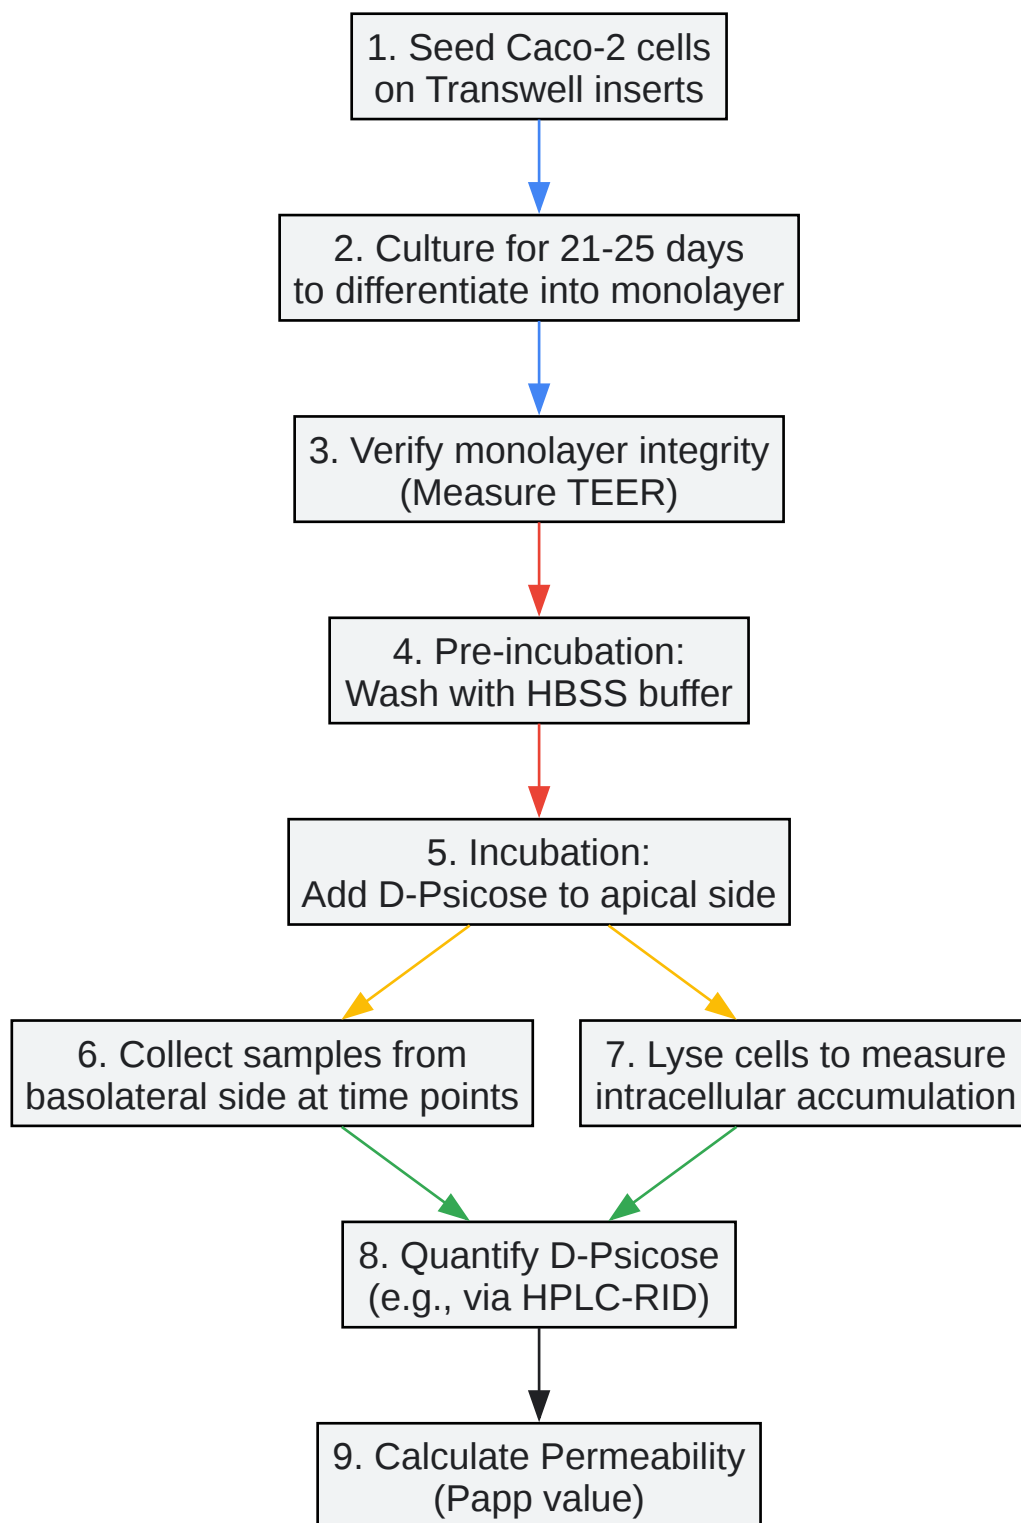 1. Seed Caco-2 cells
on Transwell inserts
2. Culture for 21-25 days
to differentiate into monolayer
3. Verify monolayer integrity
(Measure TEER)
4. Pre-incubation:
Wash with HBSS buffer
5. Incubation:
Add D-Psicose to apical side
6. Collect samples from
basolateral side at time points
7. Lyse cells to measure
intracellular accumulation
8. Quantify D-Psicose
(e.g., via HPLC-RID)
9. Calculate Permeability
(Papp value)